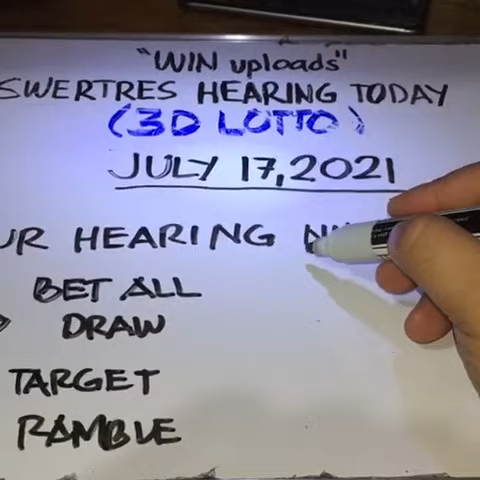 "WIN uploads"
SWERTRES HEARING TODAY
(3D LOTTO)
JULY 17, 2021
UR HEARING
BET ALL
DRAW
TARGET
RAMBLE